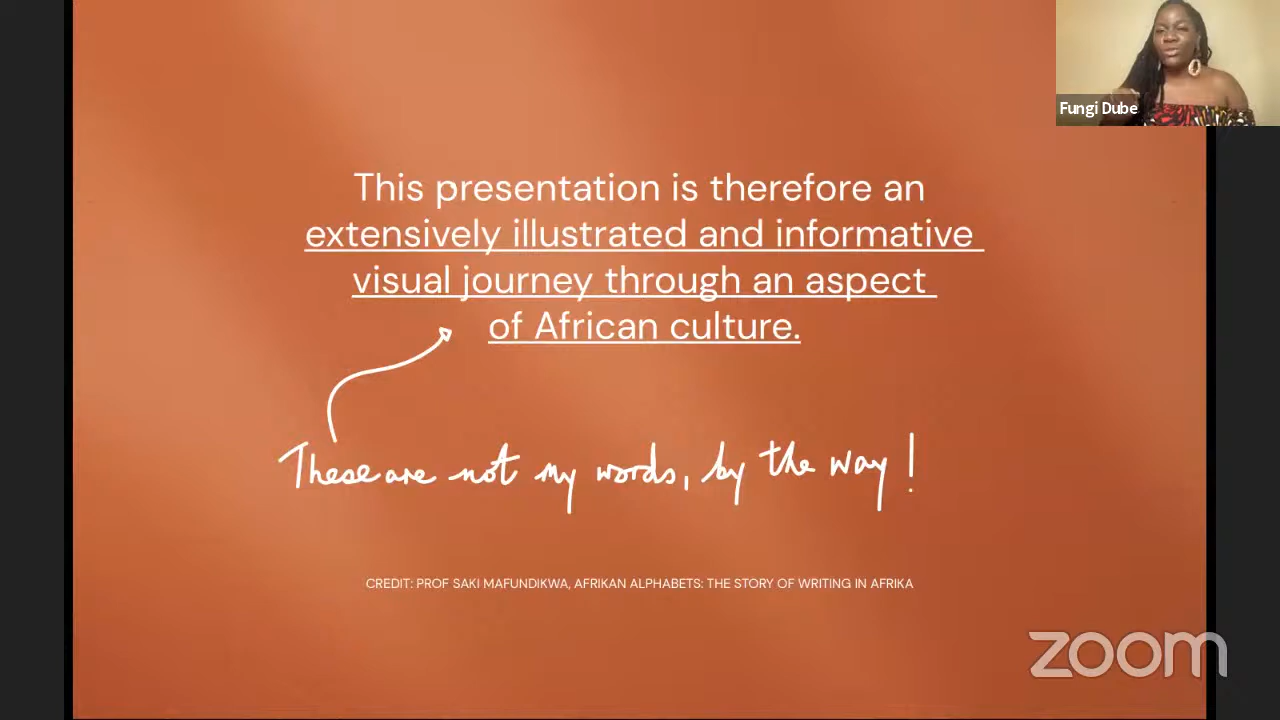 Fungi Dube
This presentation is therefore an
extensively illustrated and informative
visual journey through an aspect
of African culture.
These are not my words, by the way!
CREDIT: PROF SAKI MAFUNDIKWA, AFRIKAN ALPHABETS: THE STORY OF WRITING IN AFRIKA
zoom